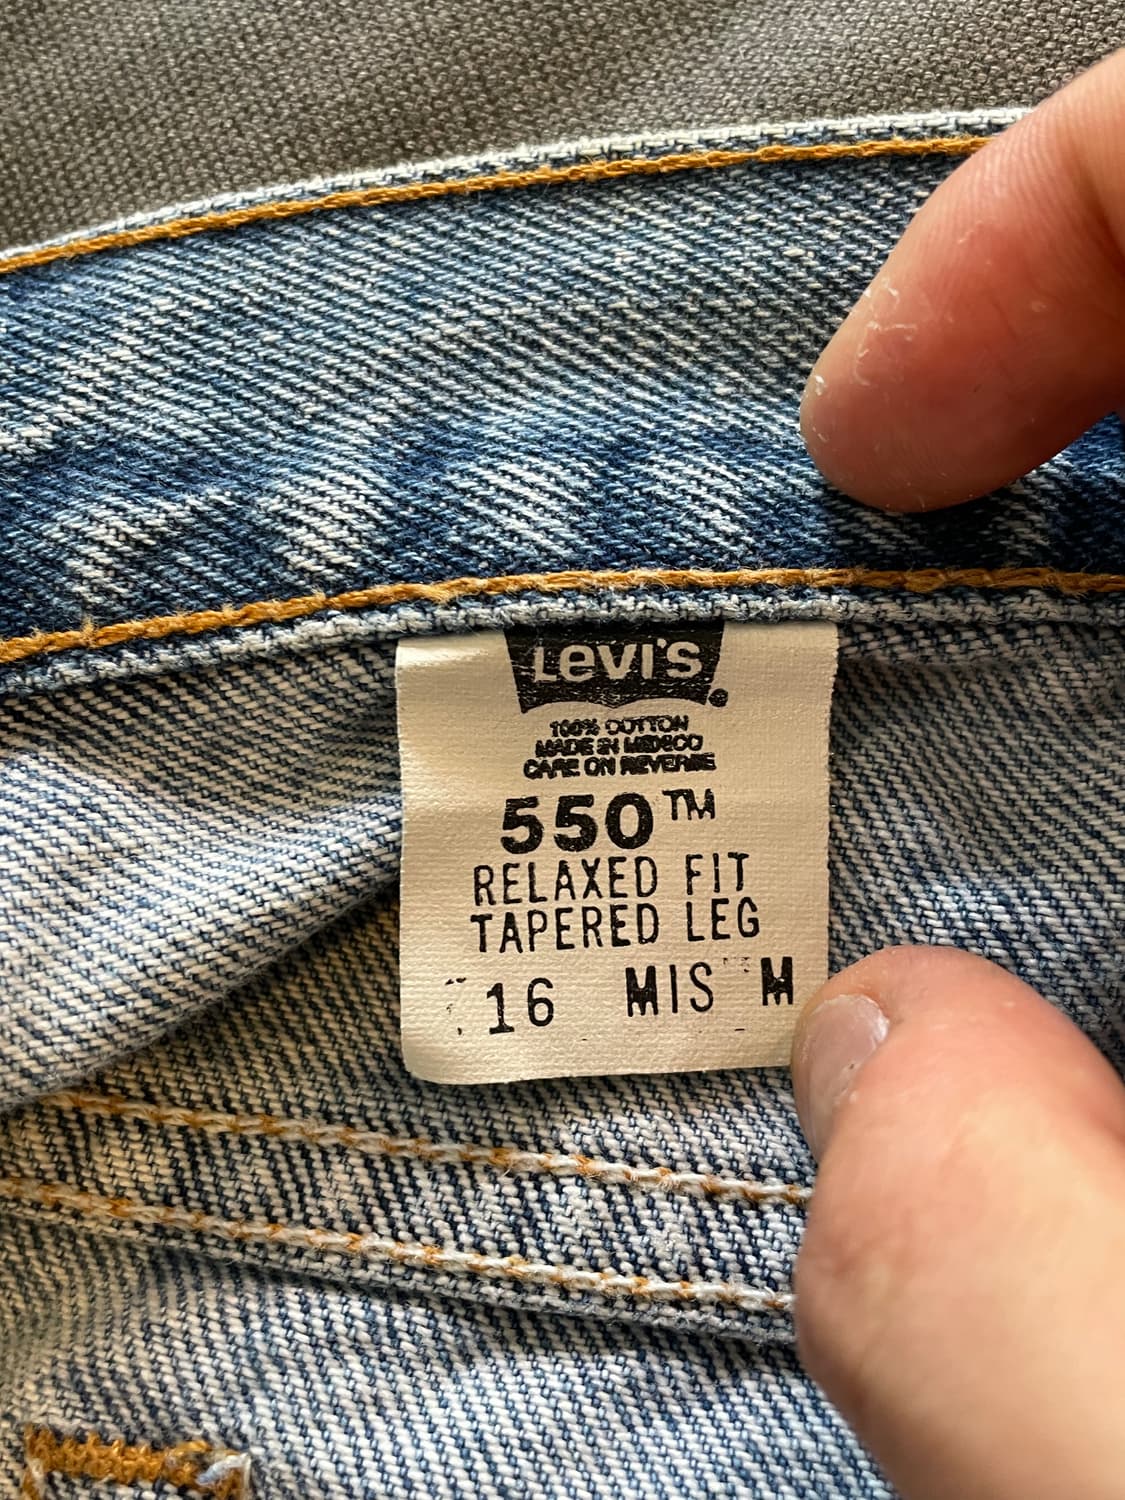 Levi's®
100% COTTON
MADE IN MEXICO
CARE ON REVERSE
550™
RELAXED FIT
TAPERED LEG
16 MIS M